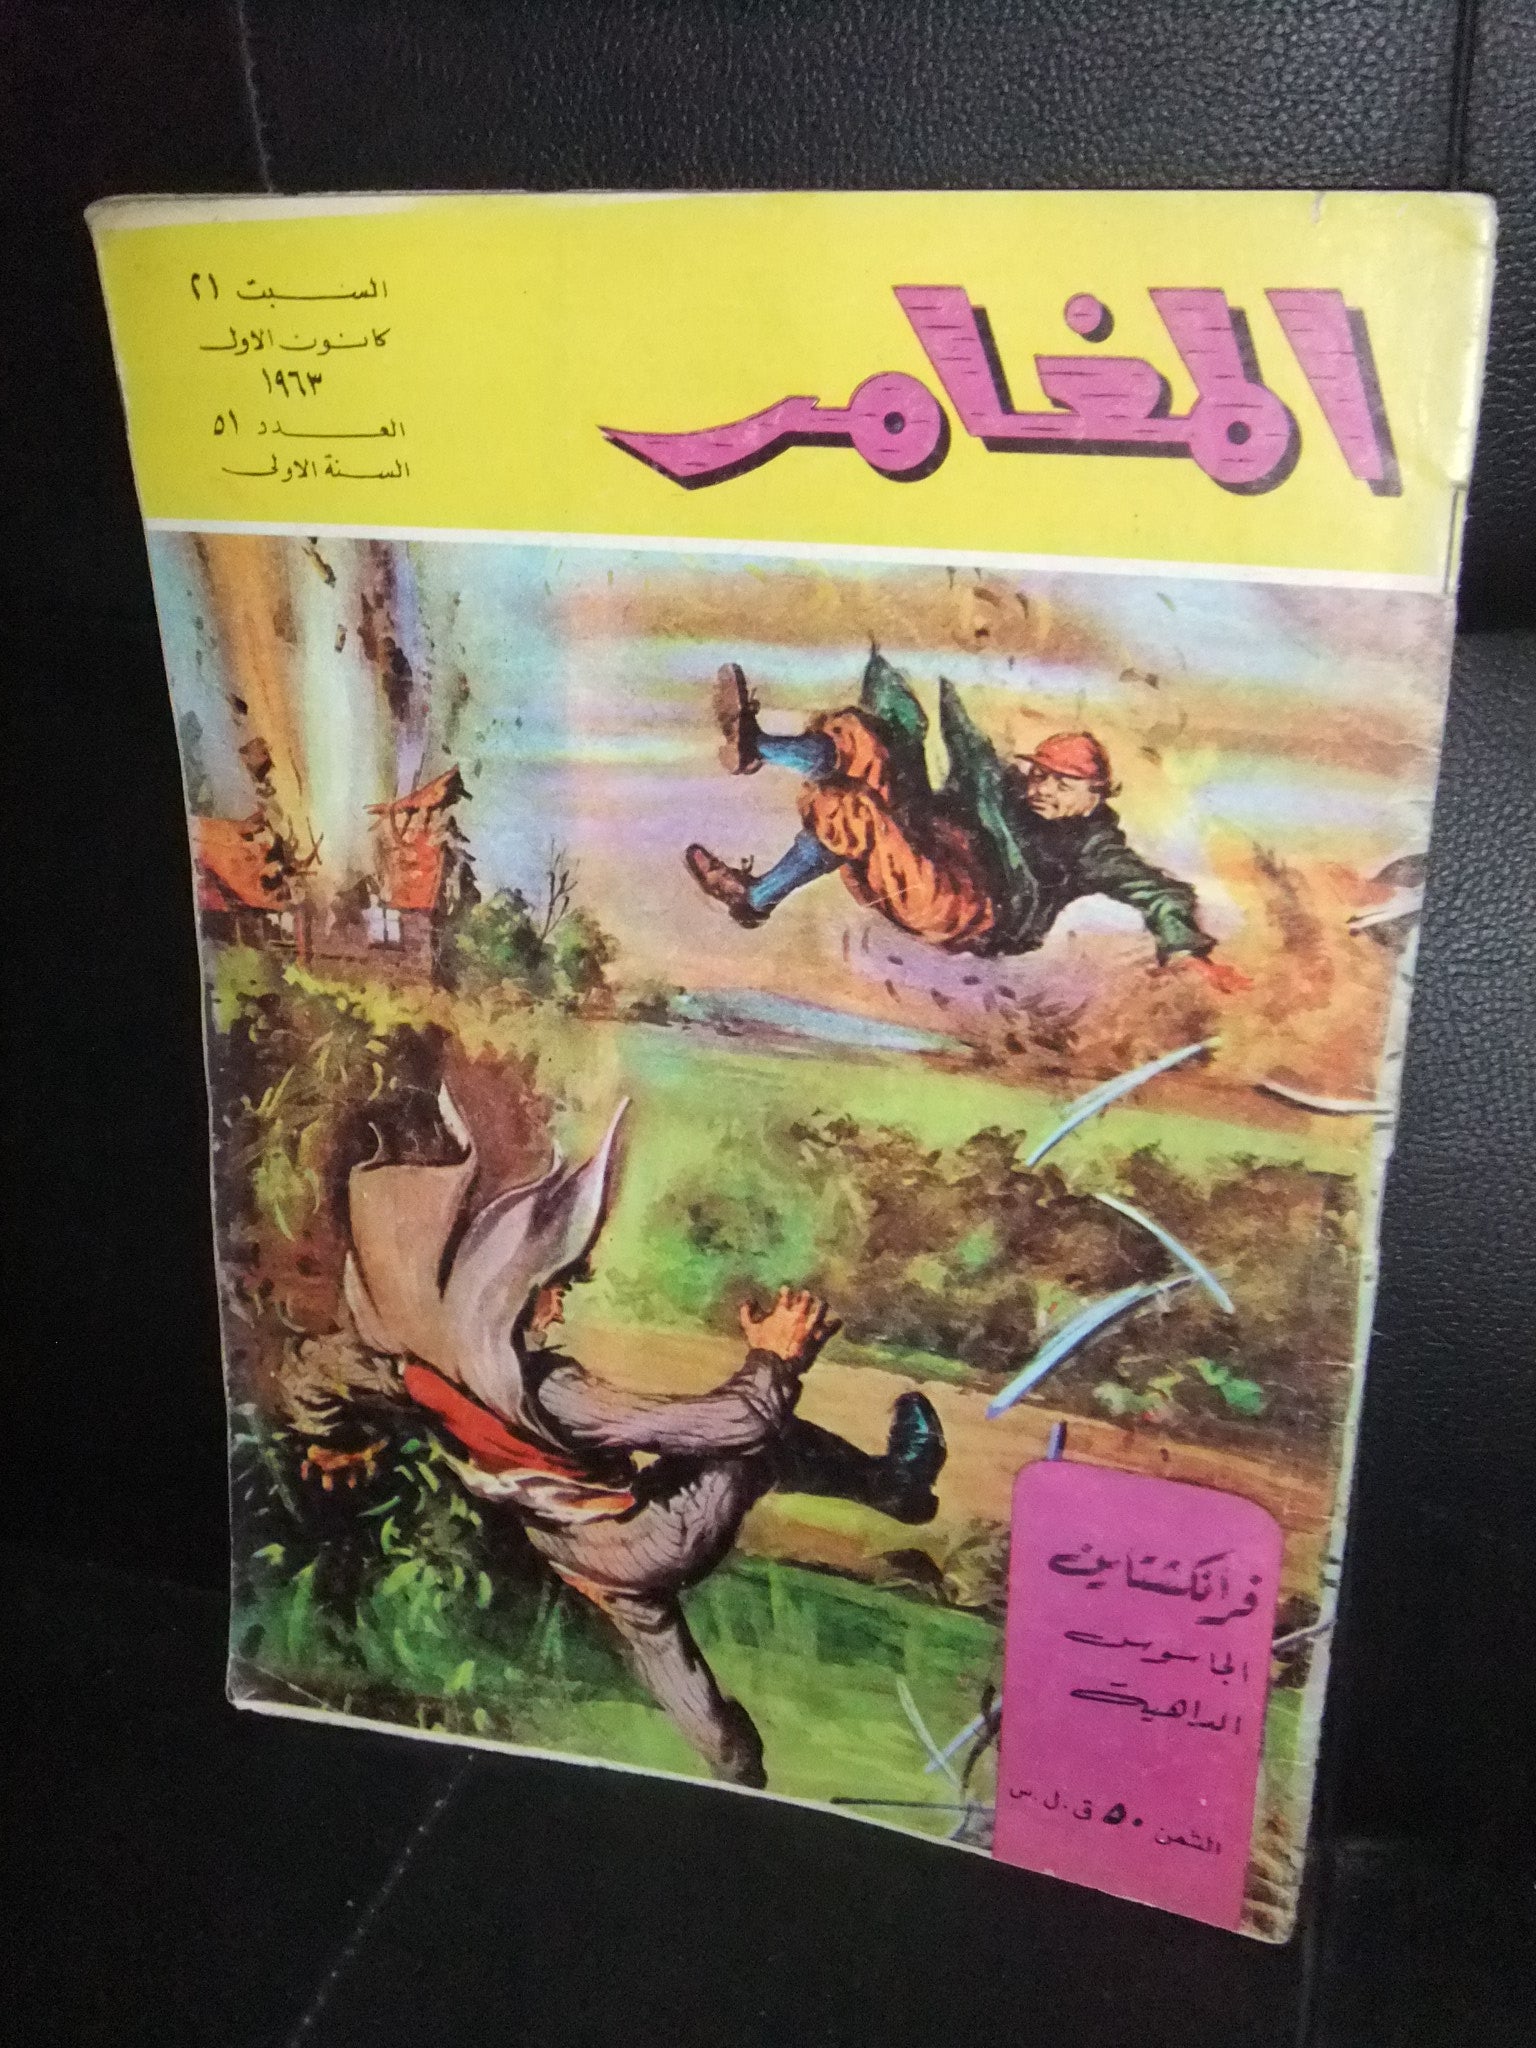 المغامر
السبت ٢١
كانون الاول
١٩٦٣
العدد ٥١
السنة الاولى
فرانكشتاين
الجاسوس
الداهية
الثمن ٥٠ ق.ل.س